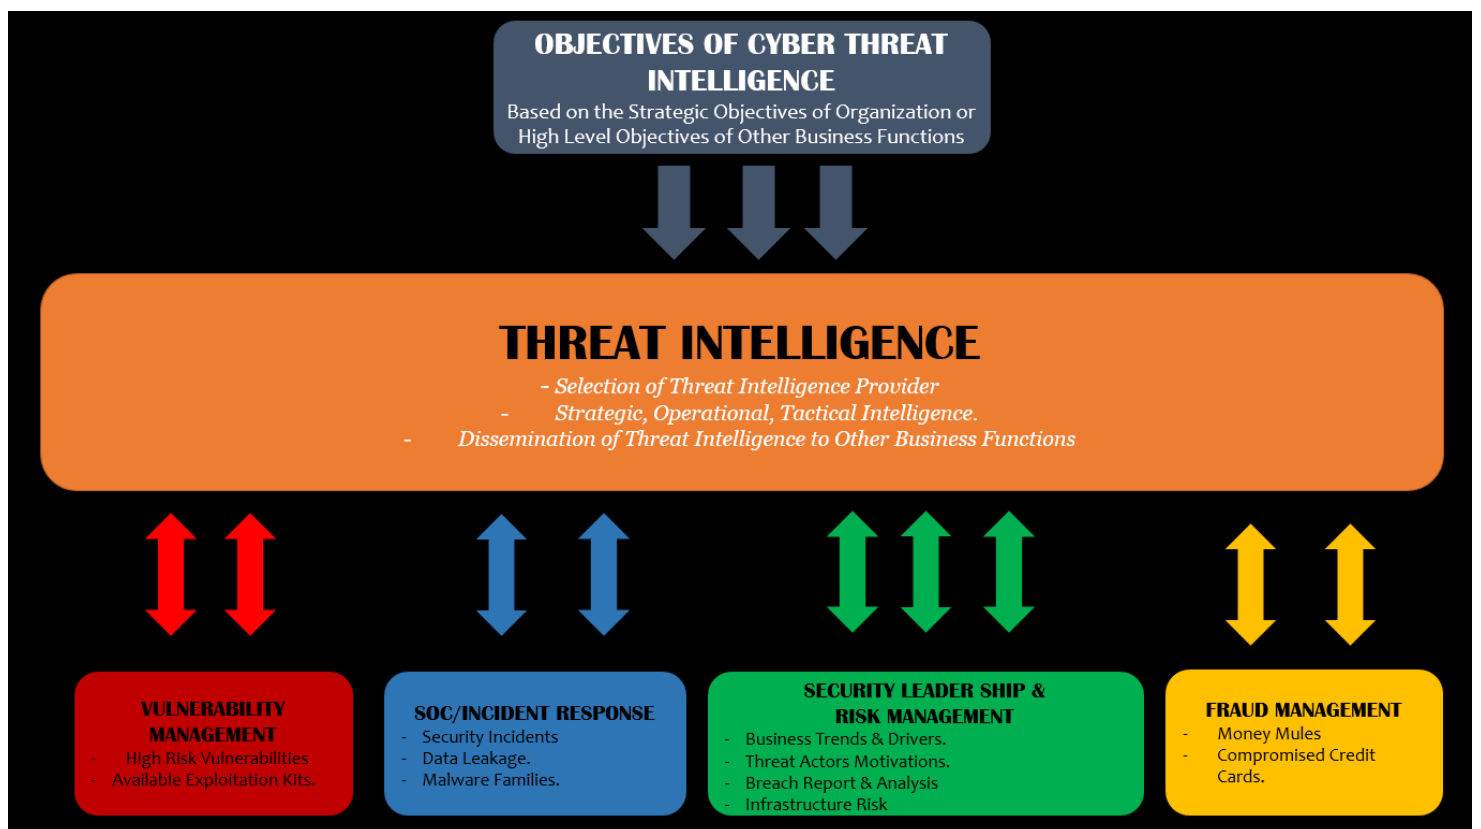 OBJECTIVES OF CYBER THREAT
INTELLIGENCE
Based on the Strategic Objectives of Organization or
High Level Objectives of Other Business Functions
THREAT INTELLIGENCE
- Selection of Threat Intelligence Provider
- Strategic, Operational, Tactical Intelligence.
- Dissemination of Threat Intelligence to Other Business Functions
VULNERABILITY
MANAGEMENT
- High Risk Vulnerabilities
- Available Exploitation Kits.
SOC/INCIDENT RESPONSE
- Security Incidents
- Data Leakage.
- Malware Families.
SECURITY LEADER SHIP &
RISK MANAGEMENT
- Business Trends & Drivers.
- Threat Actors Motivations.
- Breach Report & Analysis
- Infrastructure Risk
FRAUD MANAGEMENT
- Money Mules
- Compromised Credit
Cards.